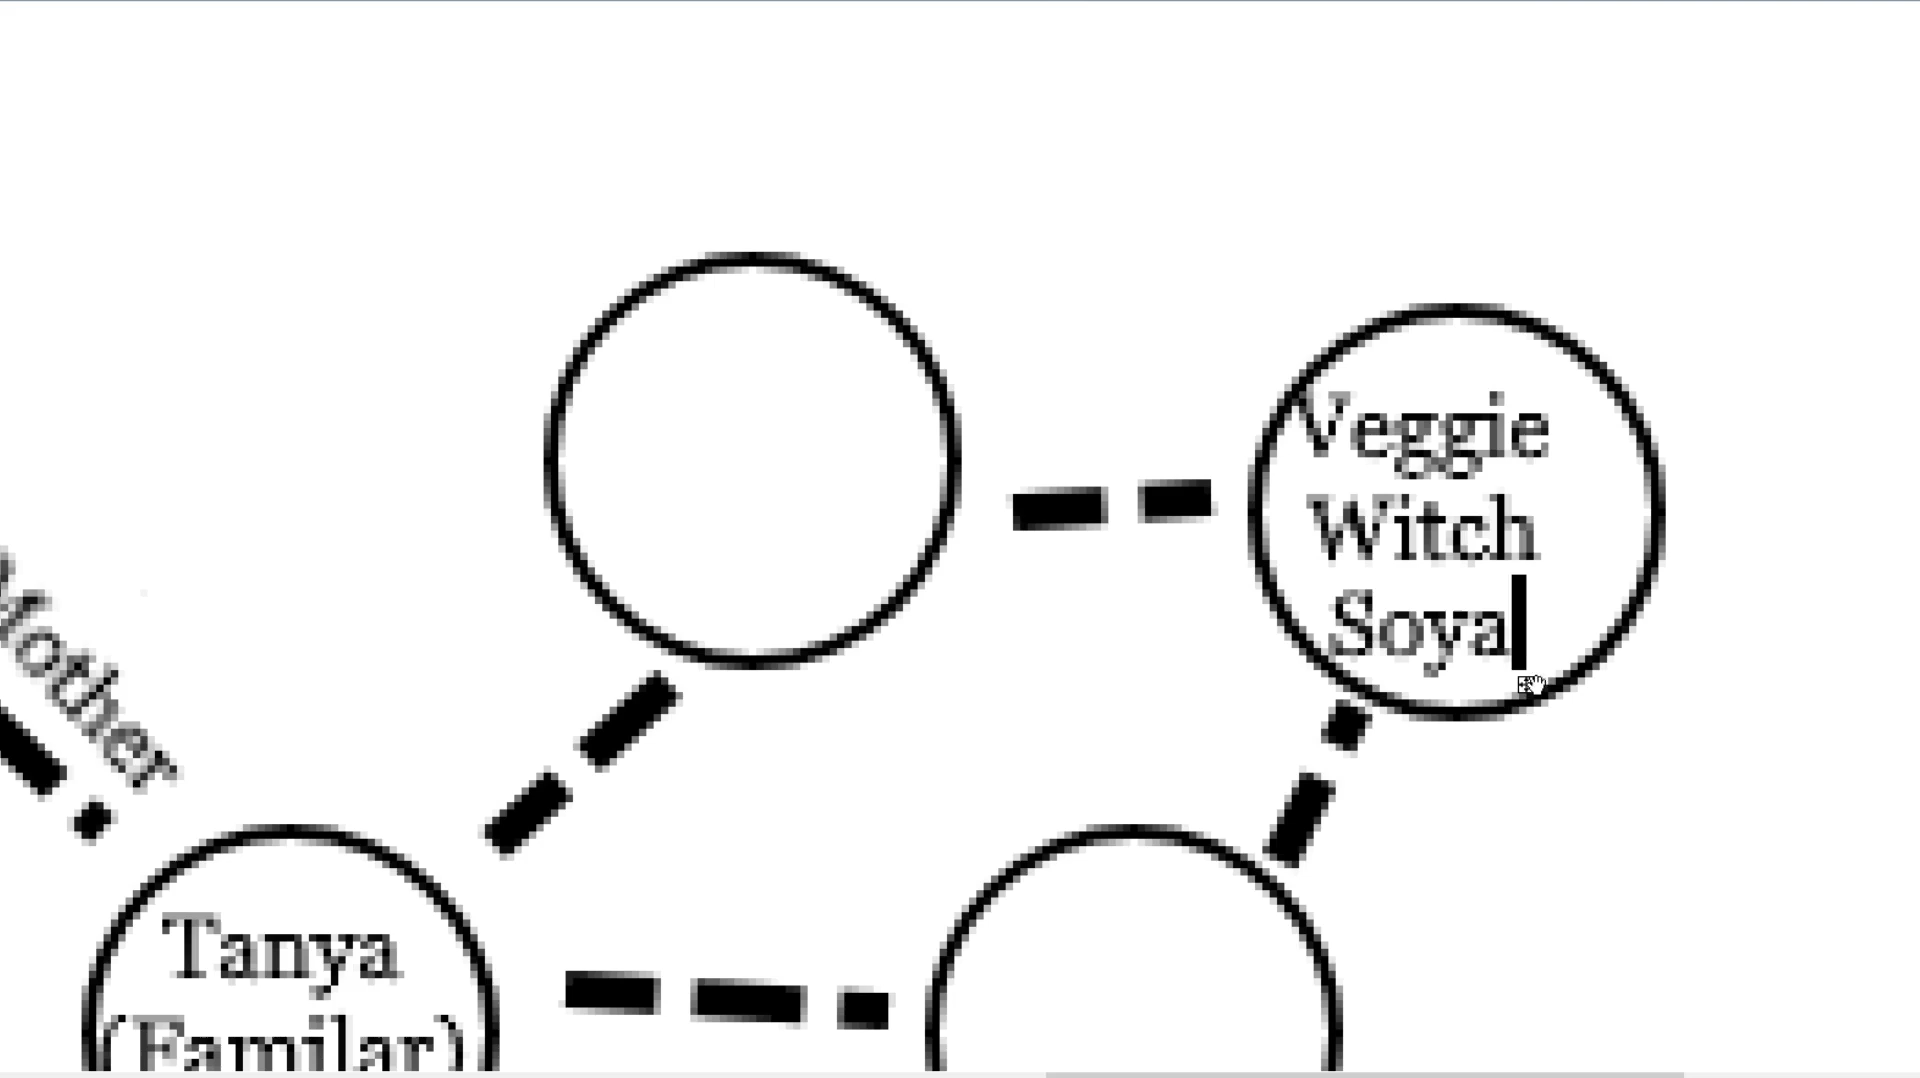 Veggie
Witch
Soya
Mother
Tanya
(Familar)